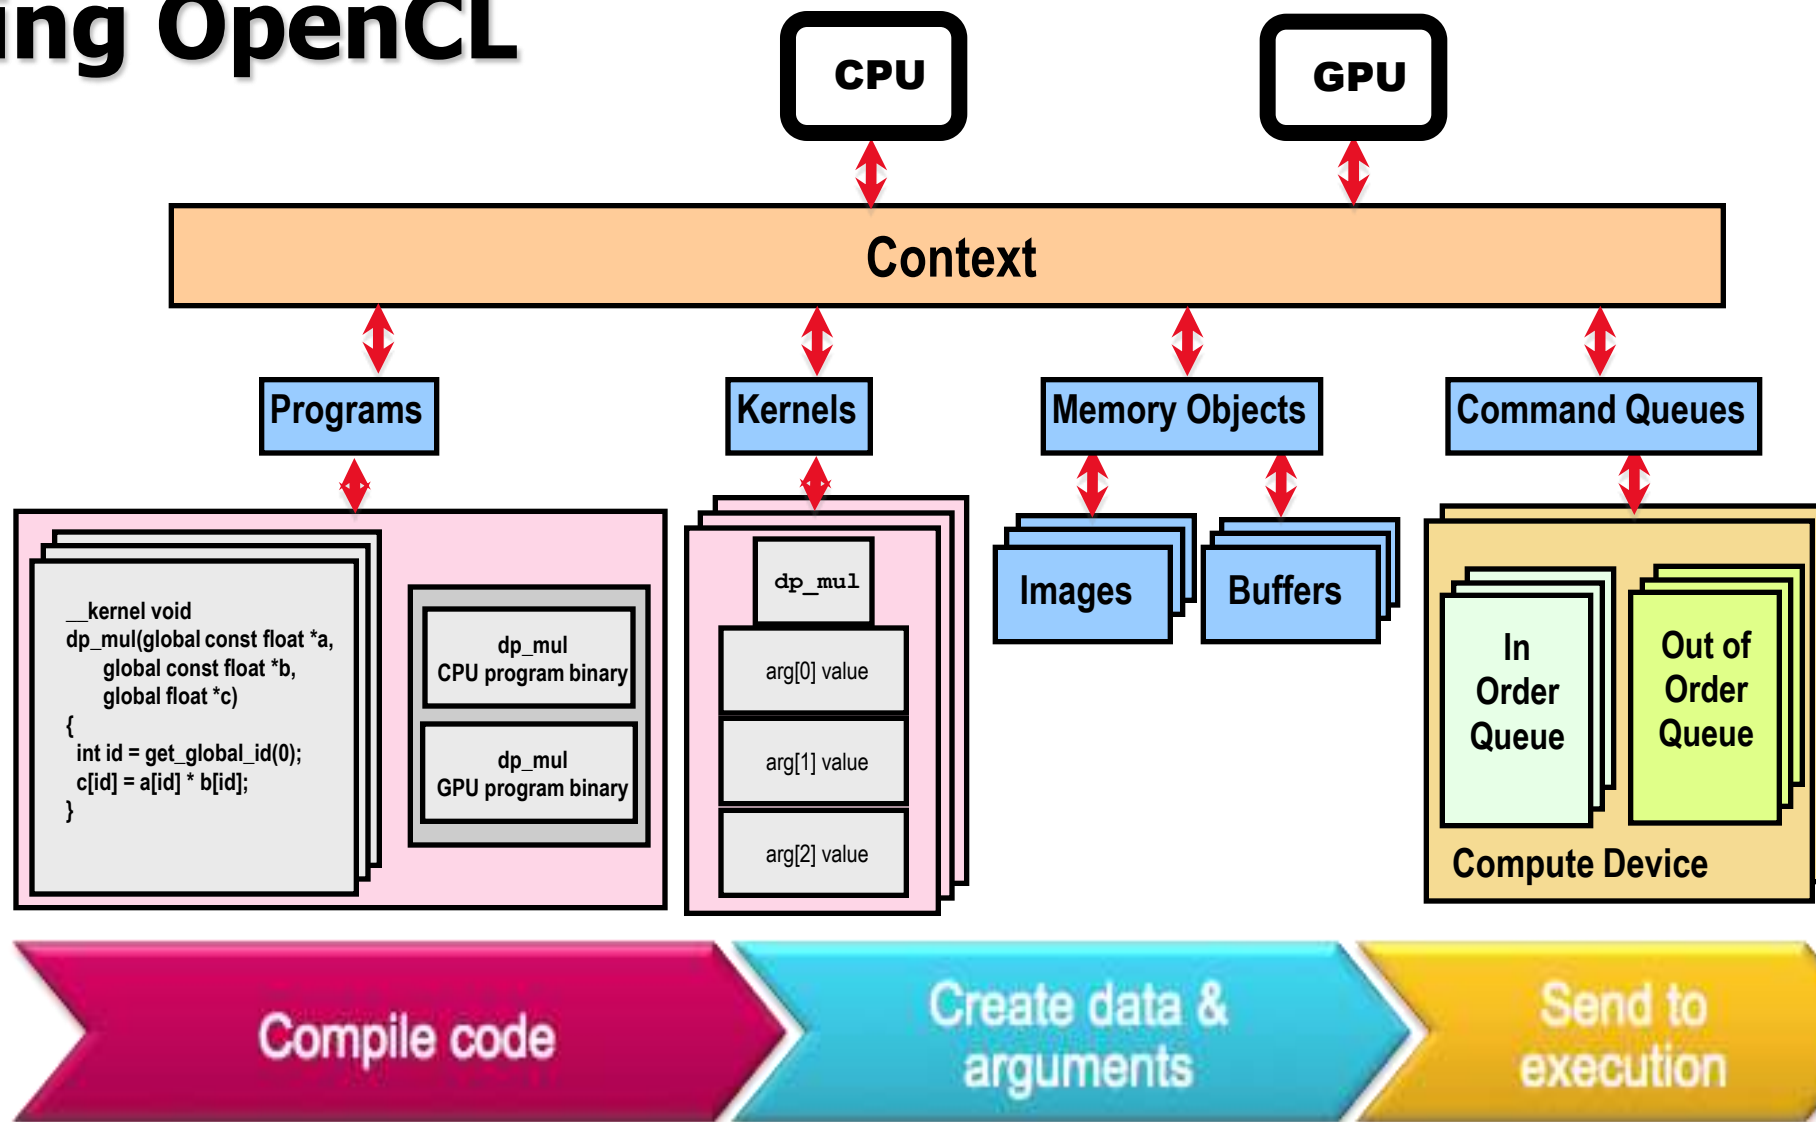 ing OpenCL
CPU
GPU
Context
Programs
Kernels
Memory Objects
Command Queues
__kernel void
dp_mul(global const float *a,
global const float *b,
global float *c)
{
int id = get_global_id(0);
c[id] = a[id] * b[id];
}
dp_mul
CPU program binary
dp_mul
GPU program binary
dp_mul
arg[0] value
arg[1] value
arg[2] value
Images
Buffers
In
Order
Queue
Out of
Order
Queue
Compute Device
Compile code
Create data &
arguments
Send to
execution